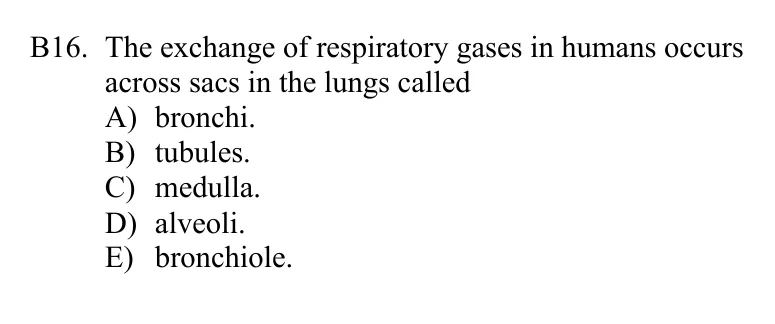 B16. The exchange of respiratory gases in humans occurs
across sacs in the lungs called
A) bronchi.
B) tubules.
C) medulla.
D) alveoli.
E) bronchiole.